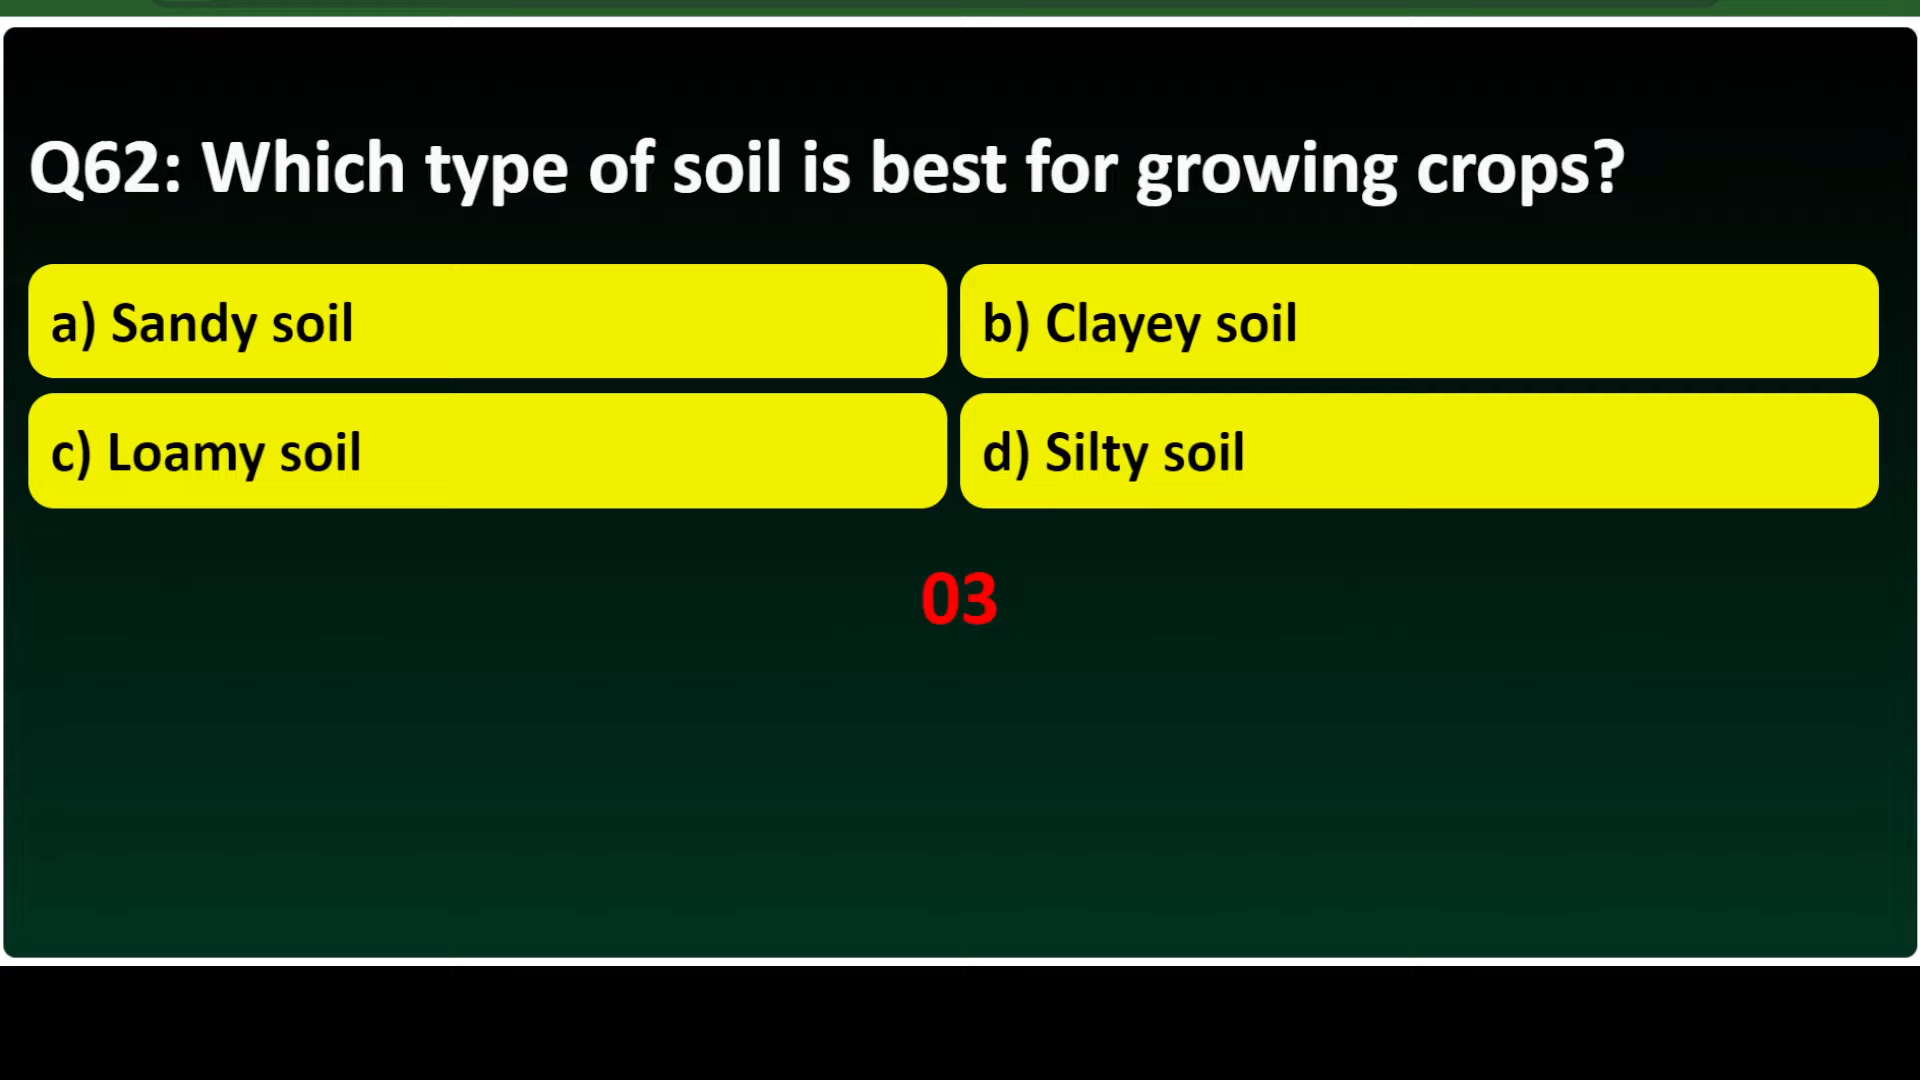 Q62: Which type of soil is best for growing crops?
a) Sandy soil
b) Clayey soil
c) Loamy soil
d) Silty soil
03